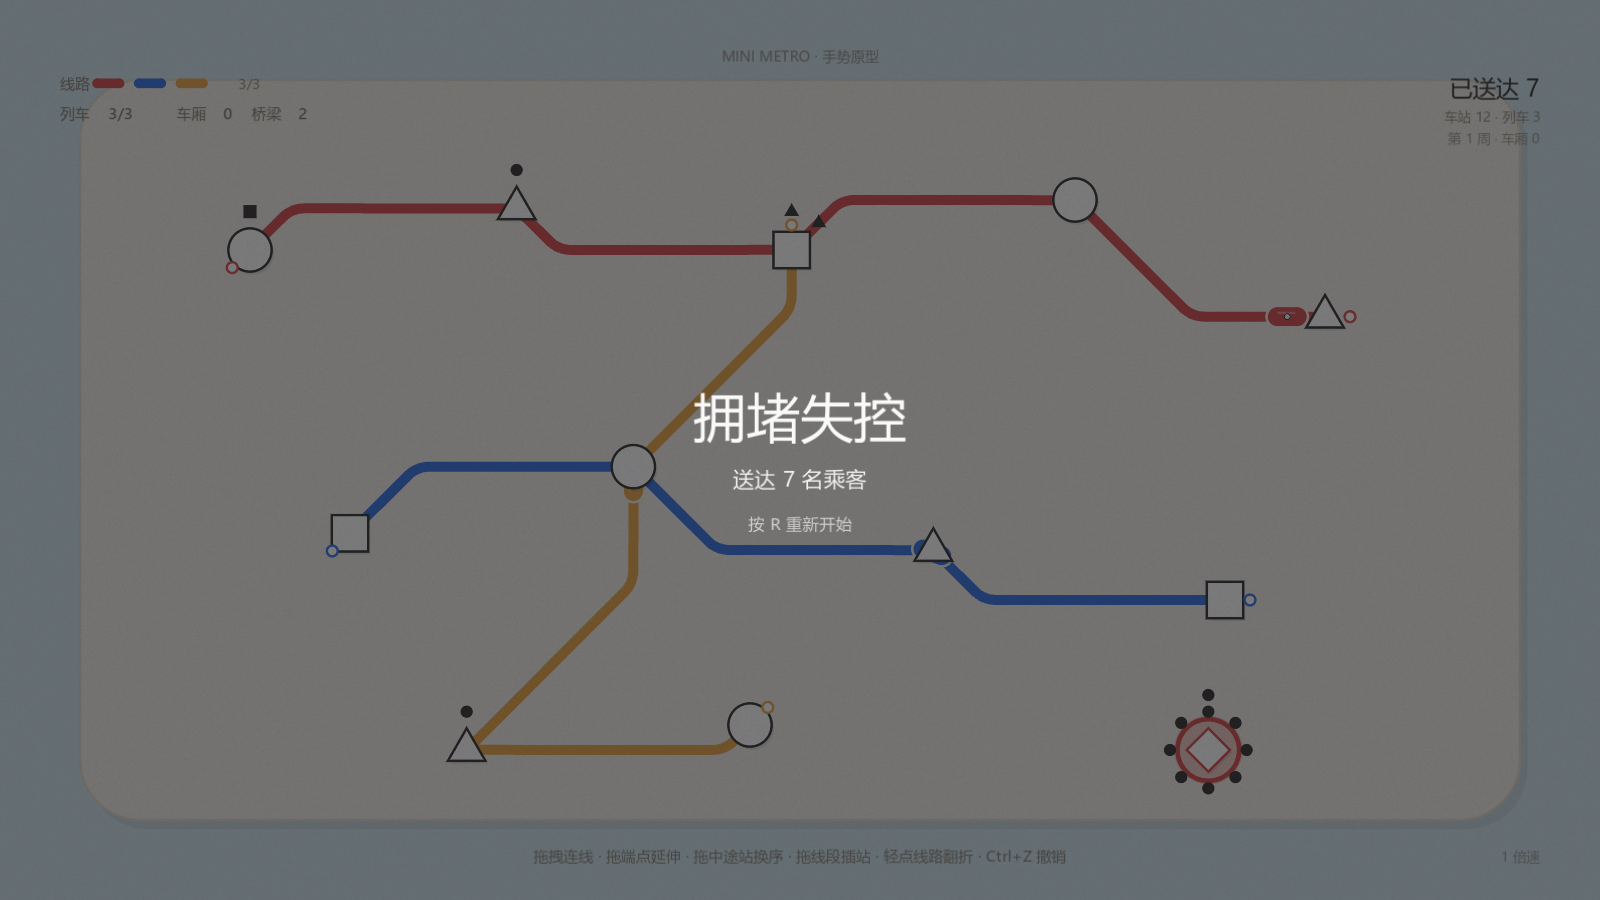 MINI METRO · 手势原型
线路 3/3
列车 3/3 车厢 0 桥梁 2
已送达 7
车站 12 · 列车 3
第 1 周 · 车厢 0
拥堵失控
送达 7 名乘客
按 R 重新开始
拖拽连线 · 拖端点延伸 · 拖中途站换序 · 拖线段插站 · 轻点线路翻折 · Ctrl+Z 撤销
1 倍速